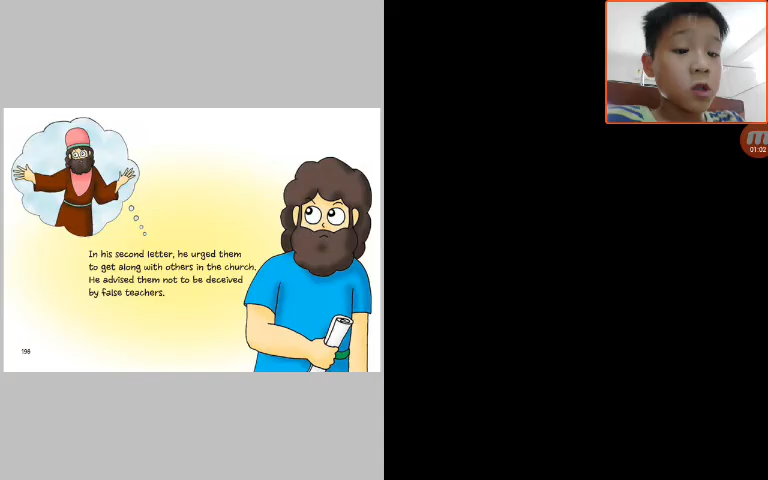 In his second letter, he urged them
to get along with others in the church.
He advised them not to be deceived
by false teachers.
196
01:02